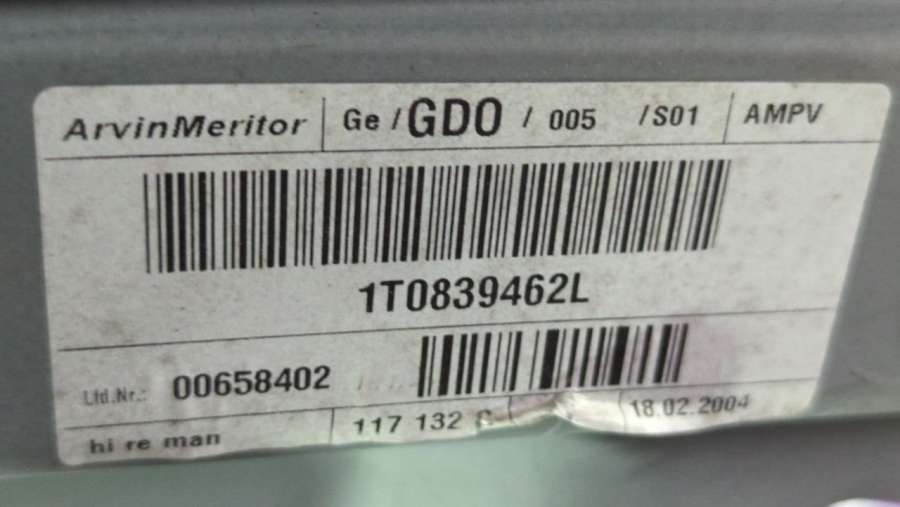 ArvinMeritor Ge / GDO / 005 /S01 AMPV
1T0839462L
Lfd.Nr.: 00658402
hi re man 117 132 18.02.2004